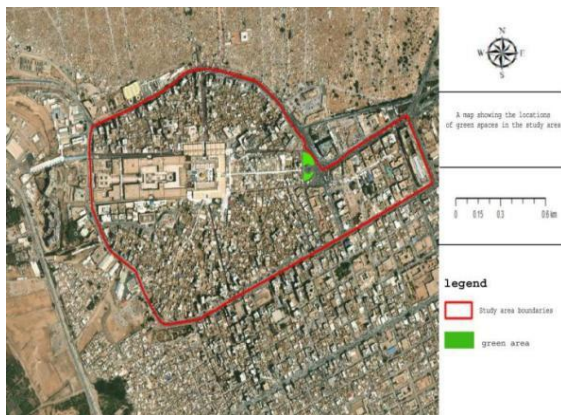 N
W E
S
A map showing the locations
of green spaces in the study area
0 0.15 0.3 0.6 km
legend
Study area boundaries
green area